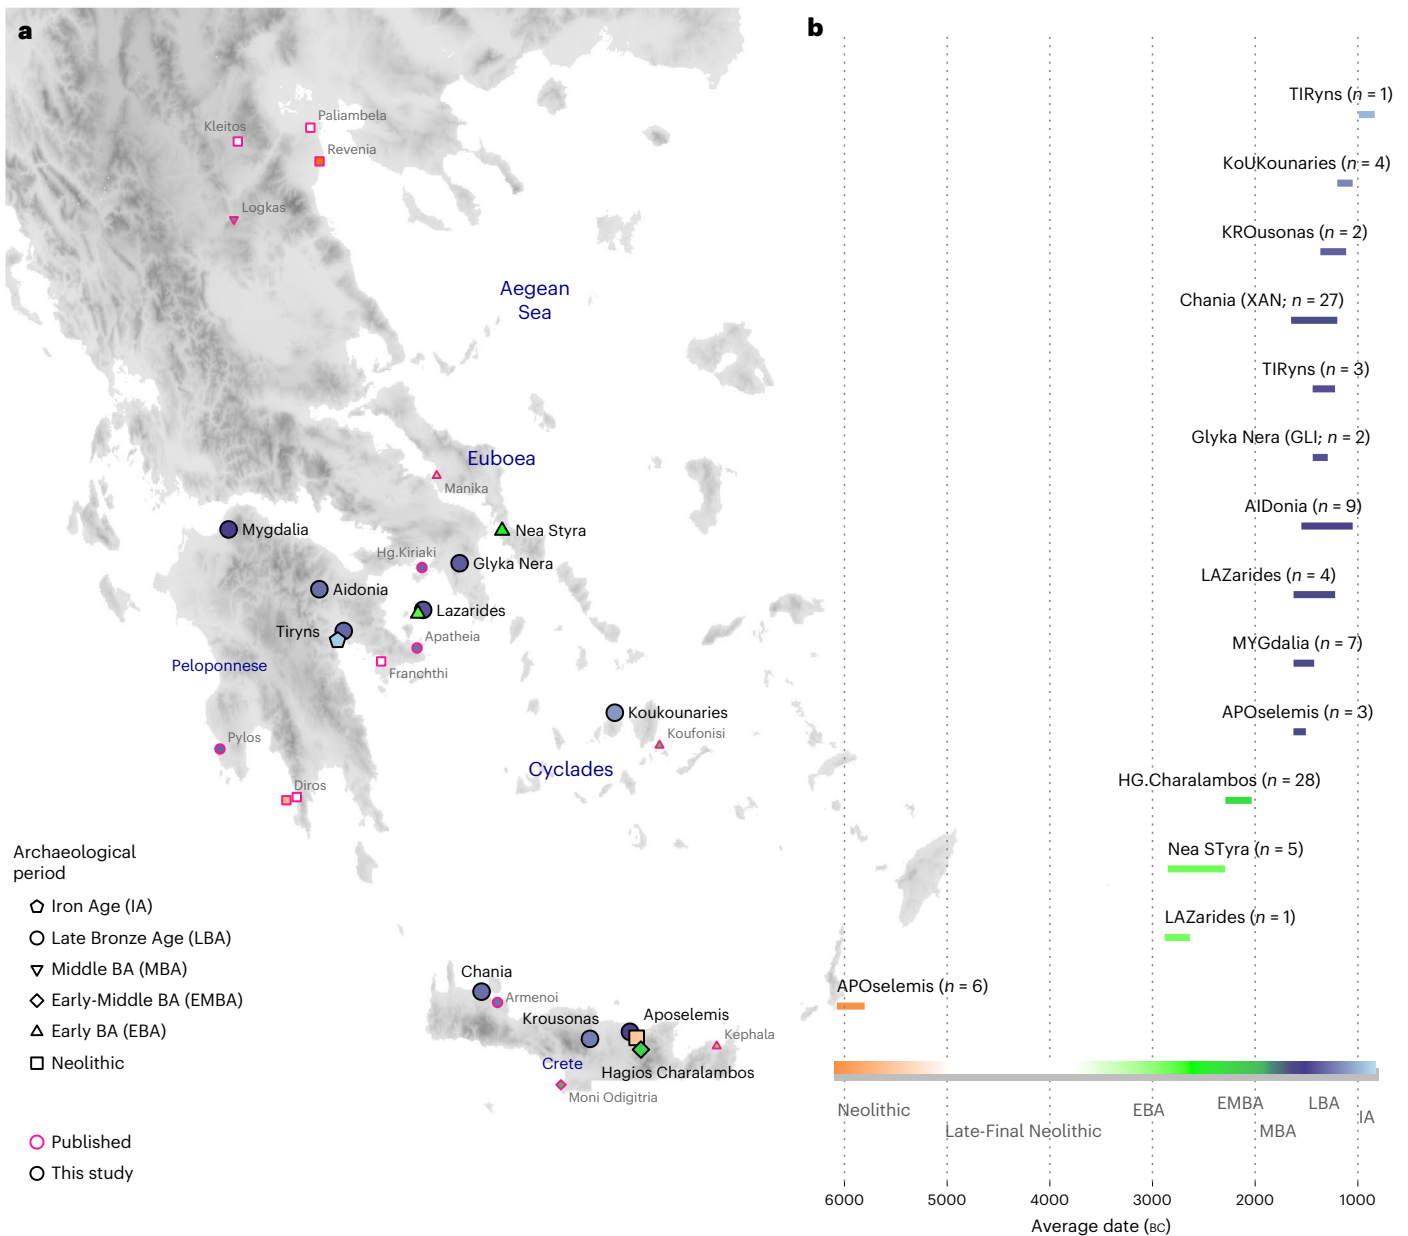 a
Paliambela
Kleitos
Revenia
Logkas
Aegean
Sea
Euboea
Manika
Mygdalia
Nea Styra
Hg.Kiriaki
Glyka Nera
Aidonia
Lazarides
Tiryns
Apatheia
Peloponnese
Franchthi
Koukounaries
Koufonisi
Pylos
Cyclades
Diros
Archaeological
period
Iron Age (IA)
Late Bronze Age (LBA)
Middle BA (MBA)
Early-Middle BA (EMBA)
Early BA (EBA)
Neolithic
Published
This study
Chania
Armenoi
Krousonas
Aposelemis
Kephala
Crete
Hagios Charalambos
Moni Odigitria
b
TIRyns (n = 1)
KoUKounaries (n = 4)
KROusonas (n = 2)
Chania (XAN; n = 27)
TIRyns (n = 3)
Glyka Nera (GLI; n = 2)
AIDonia (n = 9)
LAZarides (n = 4)
MYGdalia (n = 7)
APOselemis (n = 3)
HG.Charalambos (n = 28)
Nea STyra (n = 5)
LAZarides (n = 1)
APOselemis (n = 6)
Neolithic
Late-Final Neolithic
EBA
EMBA
MBA
LBA
IA
6000 5000 4000 3000 2000 1000
Average date (BC)